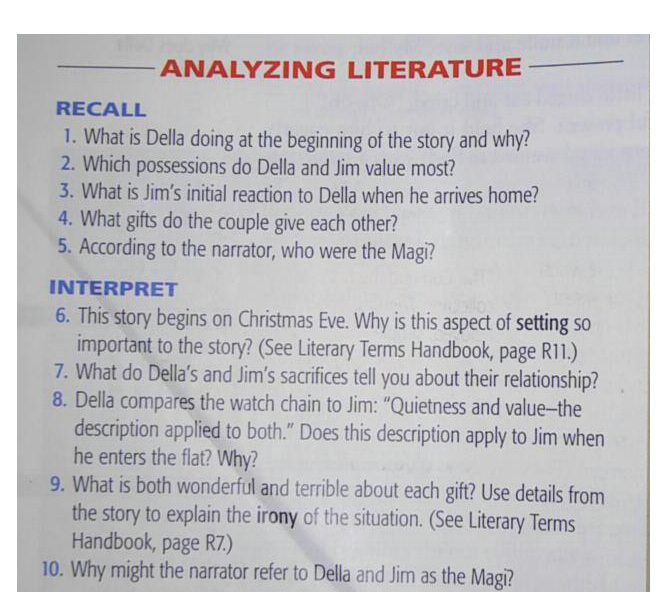 ANALYZING LITERATURE
RECALL
1. What is Della doing at the beginning of the story and why?
2. Which possessions do Della and Jim value most?
3. What is Jim's initial reaction to Della when he arrives home?
4. What gifts do the couple give each other?
5. According to the narrator, who were the Magi?
INTERPRET
6. This story begins on Christmas Eve. Why is this aspect of setting so
important to the story? (See Literary Terms Handbook, page R11.)
7. What do Della's and Jim's sacrifices tell you about their relationship?
8. Della compares the watch chain to Jim: "Quietness and value—the
description applied to both." Does this description apply to Jim when
he enters the flat? Why?
9. What is both wonderful and terrible about each gift? Use details from
the story to explain the irony of the situation. (See Literary Terms
Handbook, page R7.)
10. Why might the narrator refer to Della and Jim as the Magi?